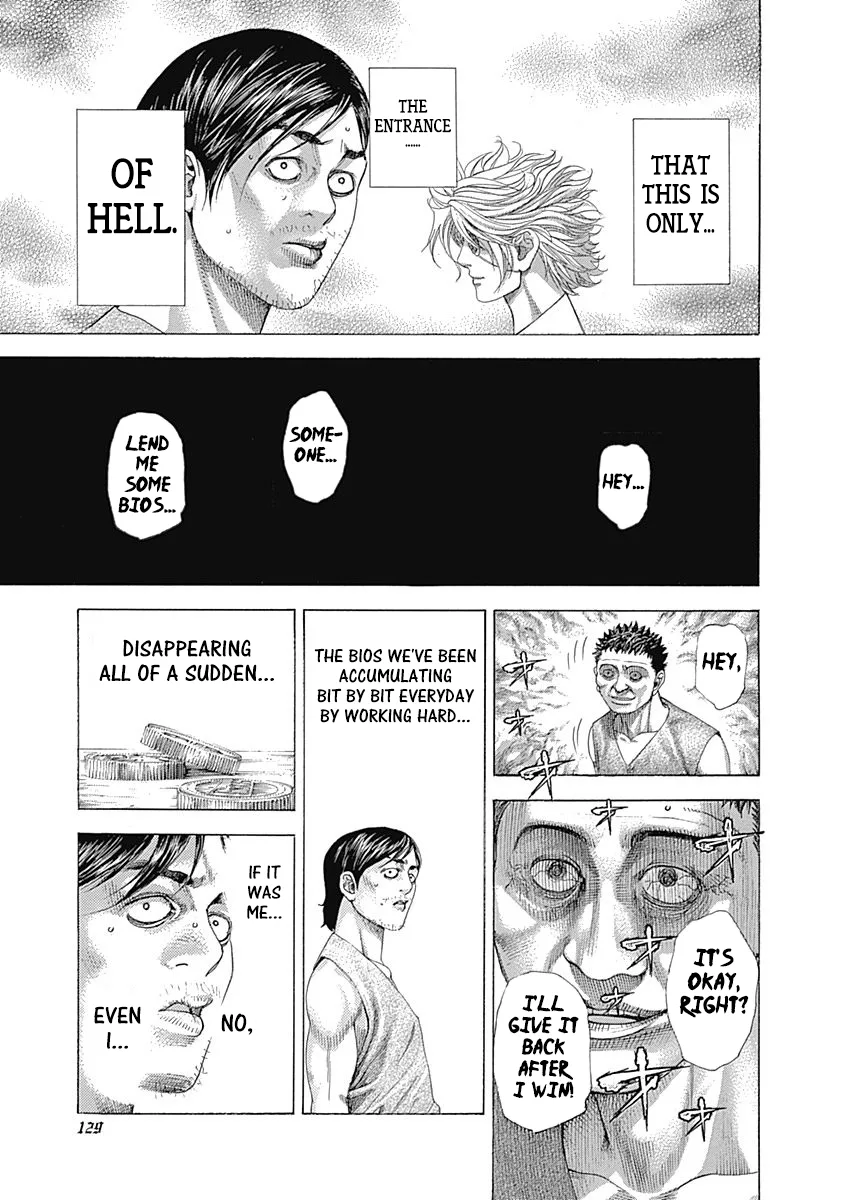 THAT
THIS IS
ONLY...
THE
ENTRANCE
......
OF
HELL.
HEY...
SOME-
ONE...
LEND
ME
SOME
BIOS...
HEY,
IT'S
OKAY,
RIGHT?
I'LL
GIVE IT
BACK
AFTER
I WIN!
THE BIOS WE'VE BEEN
ACCUMULATING
BIT BY BIT EVERYDAY
BY WORKING HARD...
DISAPPEARING
ALL OF A SUDDEN...
IF IT
WAS
ME...
NO,
EVEN
I...
129